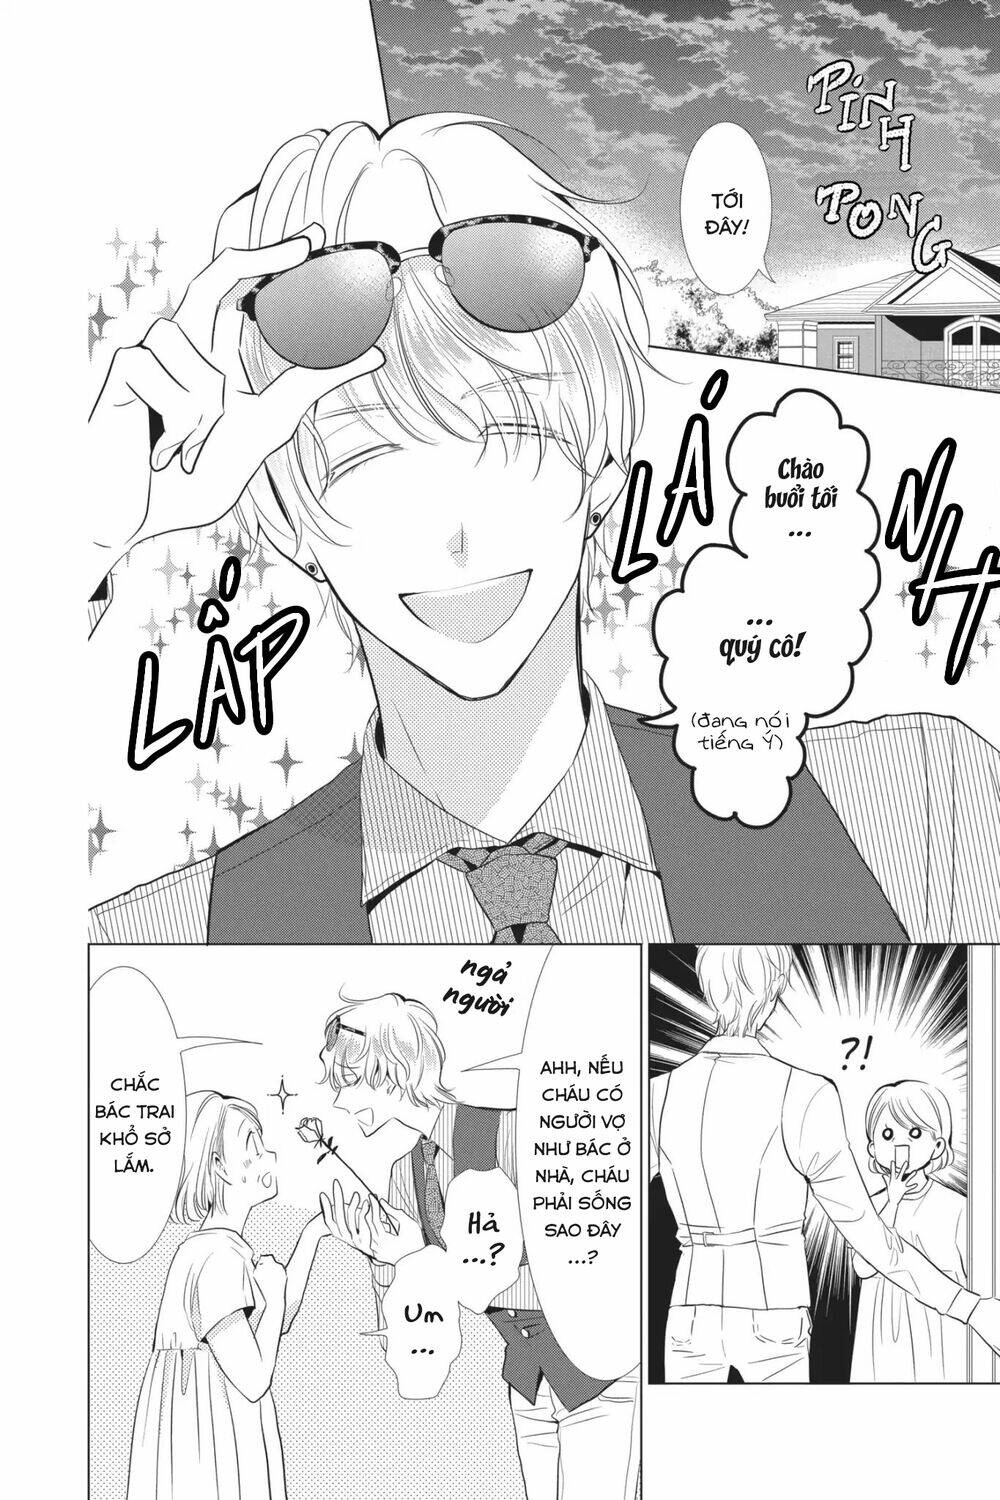 PINH
PONG
TỚI
ĐÂY!
Chào
buổi tối
...
...
quý cô!
(đang nói
tiếng Ý)
LẤP
LÁNH
?!
ngả
người
AHH, NẾU
CHÁU CÓ
NGƯỜI VỢ
NHƯ BÁC Ở
NHÀ, CHÁU
PHẢI SỐNG
SAO ĐÂY
...?
Hả
...?
Um
...
CHẮC
BÁC TRAI
KHỔ SỞ
LẮM.